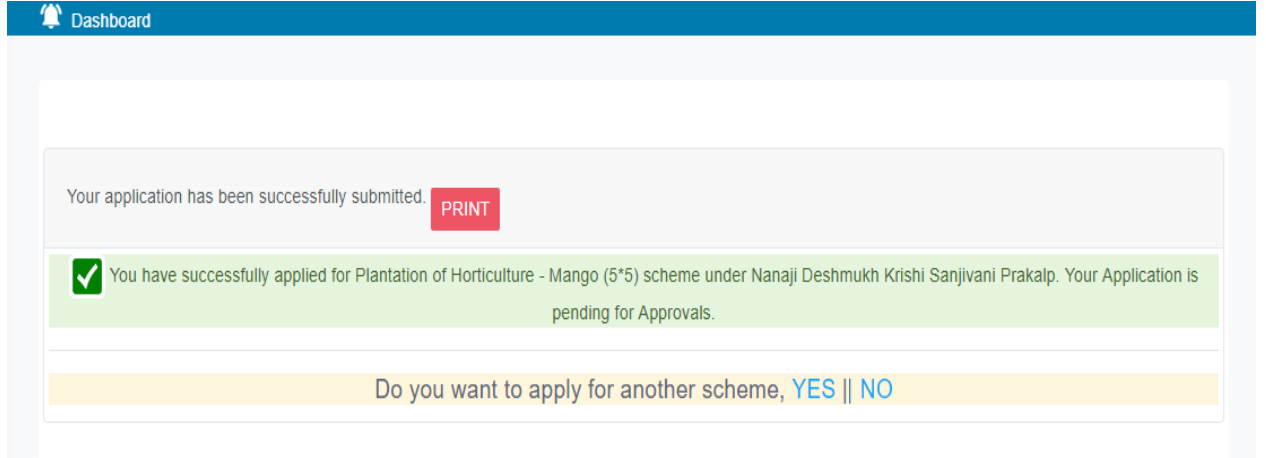 Dashboard
Your application has been successfully submitted. PRINT
You have successfully applied for Plantation of Horticulture - Mango (5*5) scheme under Nanaji Deshmukh Krishi Sanjivani Prakalp. Your Application is
pending for Approvals.
Do you want to apply for another scheme, YES || NO